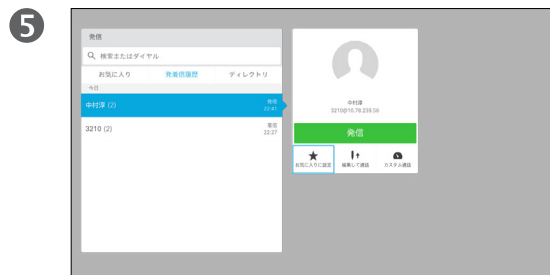 5
発信
検索またはダイヤル
お気に入り 発着信履歴 ディレクトリ
今日
中村淳 (2) 発信 22:41
3210 (2) 着信 22:27
中村淳
3210@10.76.239.56
発信
お気に入りに設定 編集して通話 カスタム通話